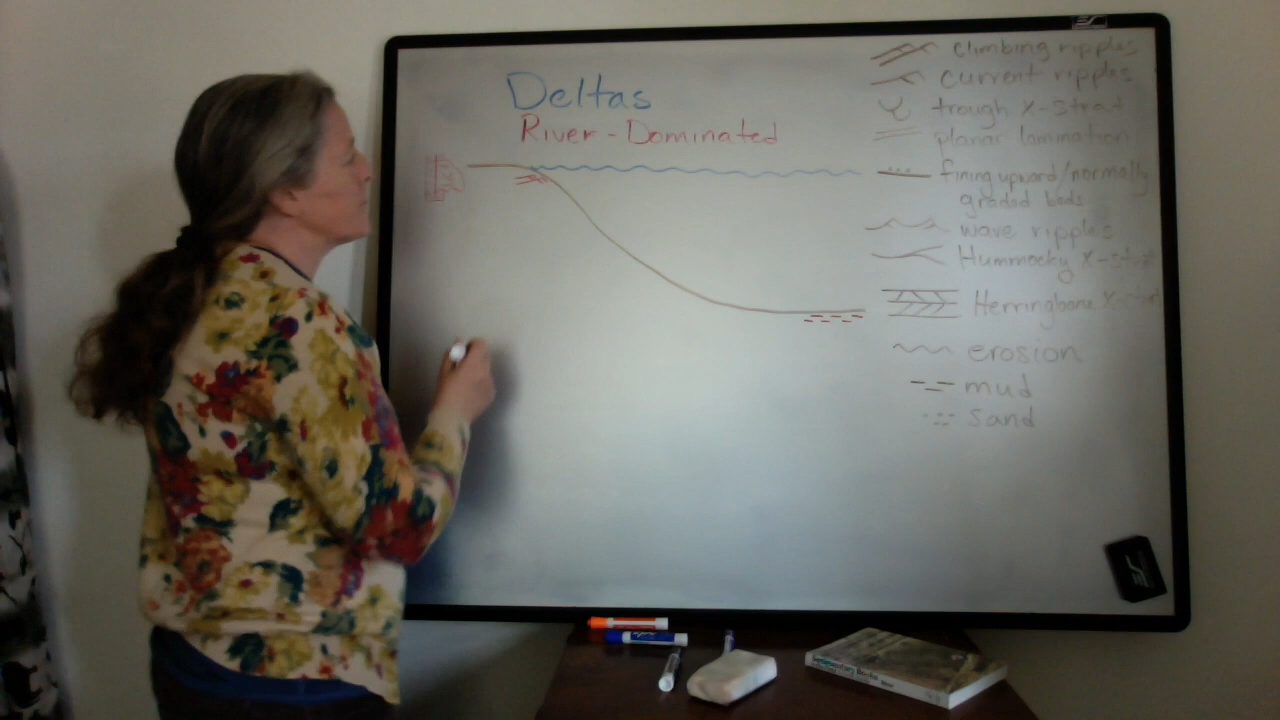 Deltas
River-Dominated
climbing ripples
current ripples
trough X-Strat
planar lamination
fining upward/normally
graded beds
wave ripples
Hummocky X-strat
Herringbone X-strat
erosion
mud
sand